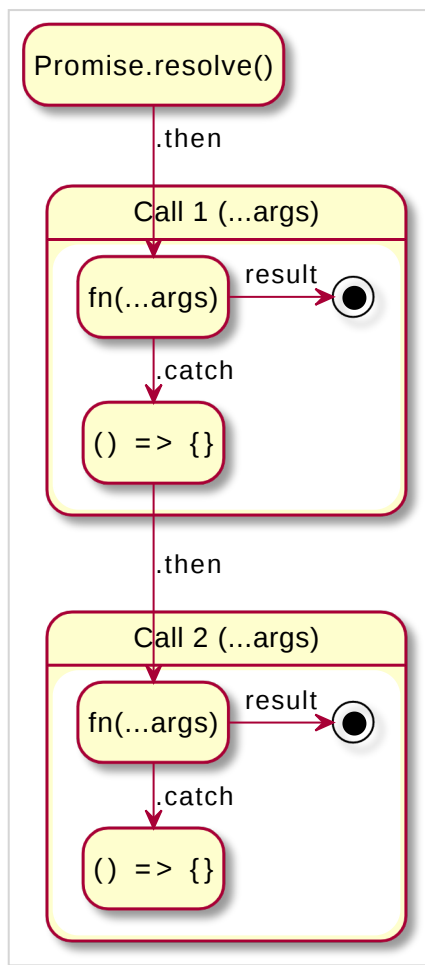 Promise.resolve()
.then
Call 1 (...args)
fn(...args)
result
.catch
() => {}
.then
Call 2 (...args)
fn(...args)
result
.catch
() => {}